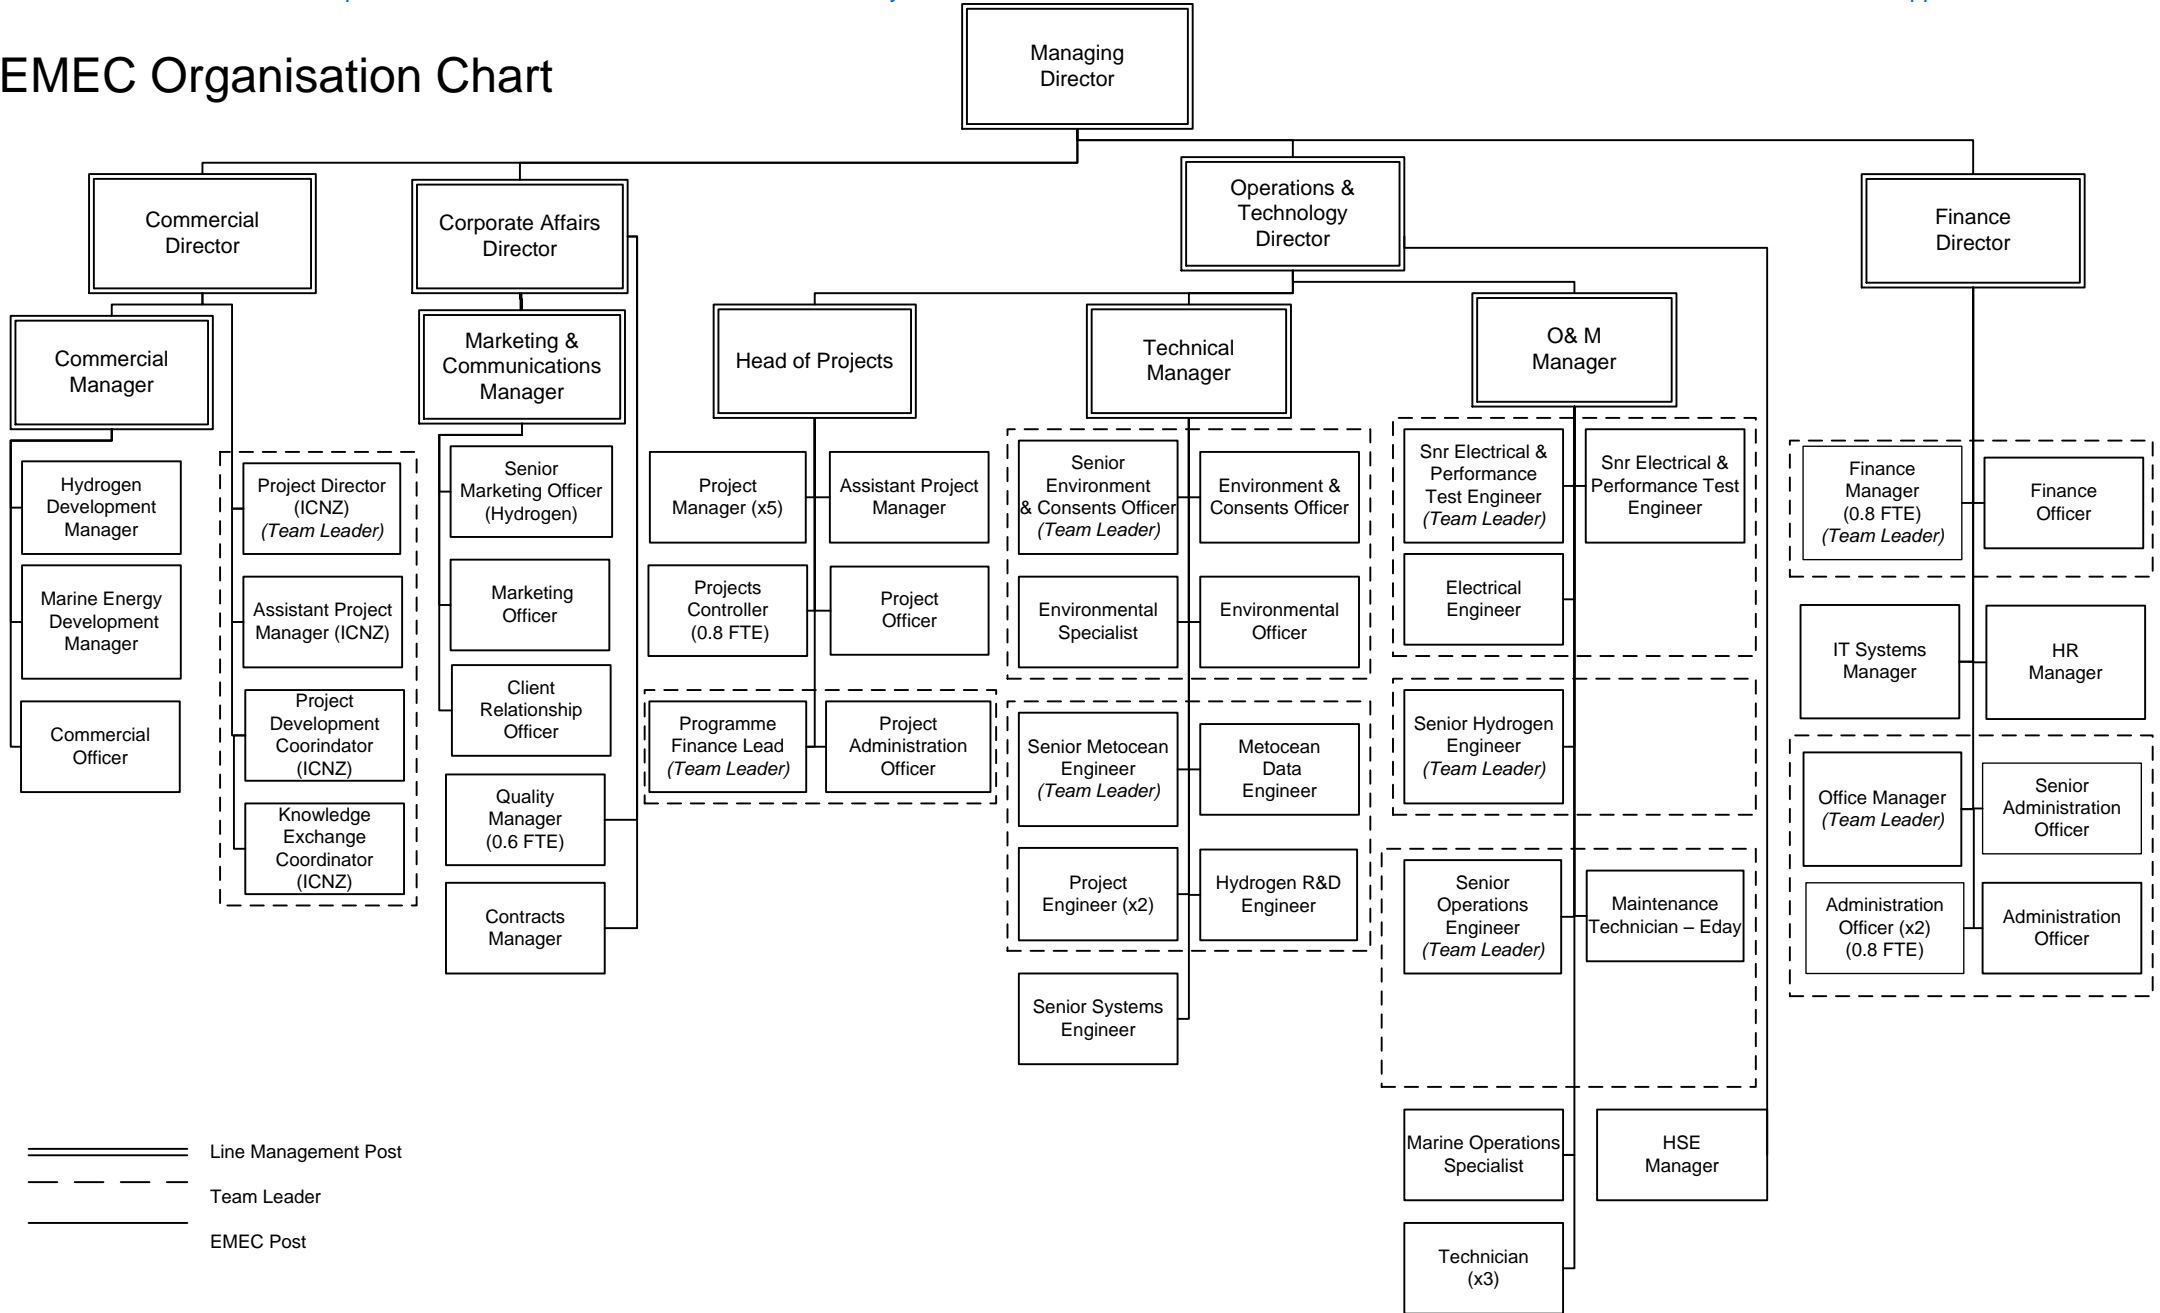 EMEC Organisation Chart
Managing
Director
Commercial
Director
Corporate Affairs
Director
Operations &
Technology
Director
Finance
Director
Commercial
Manager
Marketing &
Communications
Manager
Head of Projects
Technical
Manager
O& M
Manager
Hydrogen
Development
Manager
Marine Energy
Development
Manager
Commercial
Officer
Project Director
(ICNZ)
(Team Leader)
Assistant Project
Manager (ICNZ)
Project
Development
Coorindator
(ICNZ)
Knowledge
Exchange
Coordinator
(ICNZ)
Senior
Marketing Officer
(Hydrogen)
Marketing
Officer
Client
Relationship
Officer
Quality
Manager
(0.6 FTE)
Contracts
Manager
Project
Manager (x5)
Assistant Project
Manager
Projects
Controller
(0.8 FTE)
Project
Officer
Programme
Finance Lead
(Team Leader)
Project
Administration
Officer
Senior
Environment
& Consents Officer
(Team Leader)
Environment &
Consents Officer
Environmental
Specialist
Environmental
Officer
Senior Metocean
Engineer
(Team Leader)
Metocean
Data
Engineer
Project
Engineer (x2)
Hydrogen R&D
Engineer
Senior Systems
Engineer
Snr Electrical &
Performance
Test Engineer
(Team Leader)
Snr Electrical &
Performance Test
Engineer
Electrical
Engineer
Senior Hydrogen
Engineer
(Team Leader)
Senior
Operations
Engineer
(Team Leader)
Maintenance
Technician – Eday
Marine Operations
Specialist
HSE
Manager
Technician
(x3)
Finance
Manager
(0.8 FTE)
(Team Leader)
Finance
Officer
IT Systems
Manager
HR
Manager
Office Manager
(Team Leader)
Senior
Administration
Officer
Administration
Officer (x2)
(0.8 FTE)
Administration
Officer
Line Management Post
Team Leader
EMEC Post